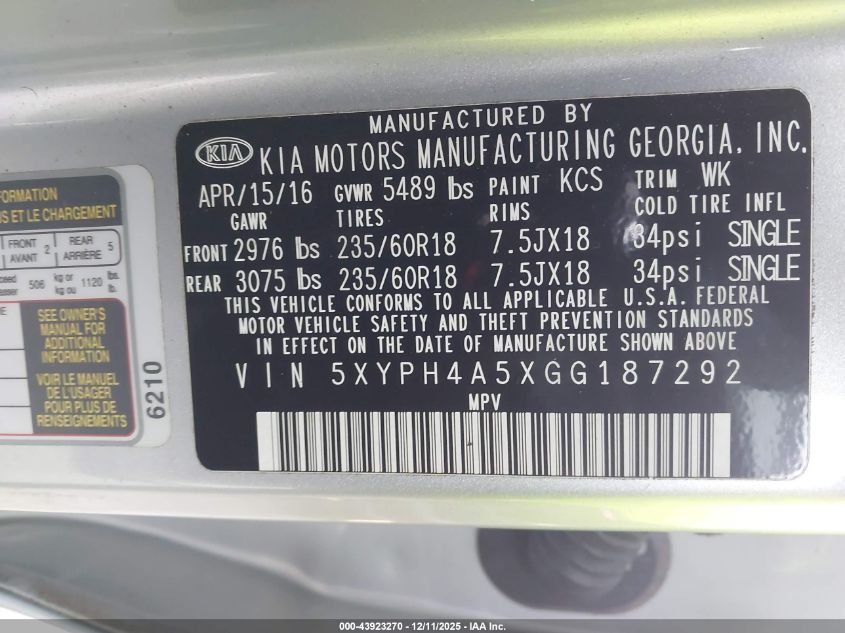 MANUFACTURED BY
KIA KIA MOTORS MANUFACTURING GEORGIA, INC.
APR/15/16 GVWR 5489 lbs PAINT KCS TRIM WK
GAWR TIRES RIMS COLD TIRE INFL
FRONT 2976 lbs 235/60R18 7.5JX18 34psi SINGLE
REAR 3075 lbs 235/60R18 7.5JX18 34psi SINGLE
THIS VEHICLE CONFORMS TO ALL APPLICABLE U.S.A. FEDERAL
MOTOR VEHICLE SAFETY AND THEFT PREVENTION STANDARDS
IN EFFECT ON THE DATE OF MANUFACTURE SHOWN ABOVE
VIN 5XYPH4A5XGG187292
MPV
ET LE CHARGEMENT
FRONT 2 REAR 5
AVANT ARRIÈRE
506 kg or 1120 lbs.
kg ou lb.
SEE OWNER'S
MANUAL FOR
ADDITIONAL
INFORMATION
VOIR LE MANUEL
DE L'USAGER
POUR PLUS DE
RENSEIGNEMENTS
6210
000-43923270 - 12/11/2025 - IAA Inc.